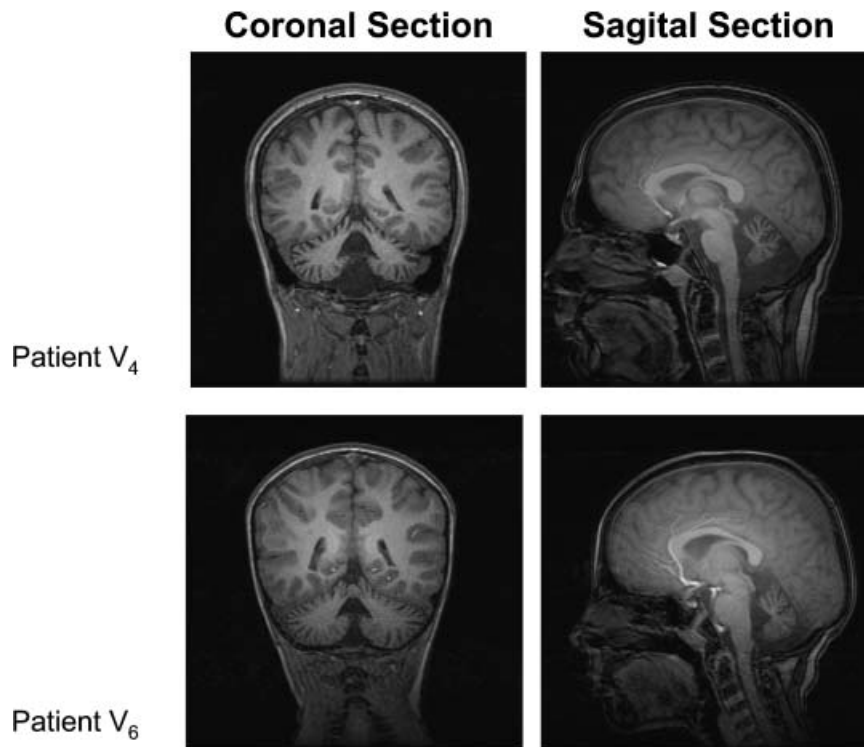 Coronal Section Sagital Section
Patient V₄
Patient V₆